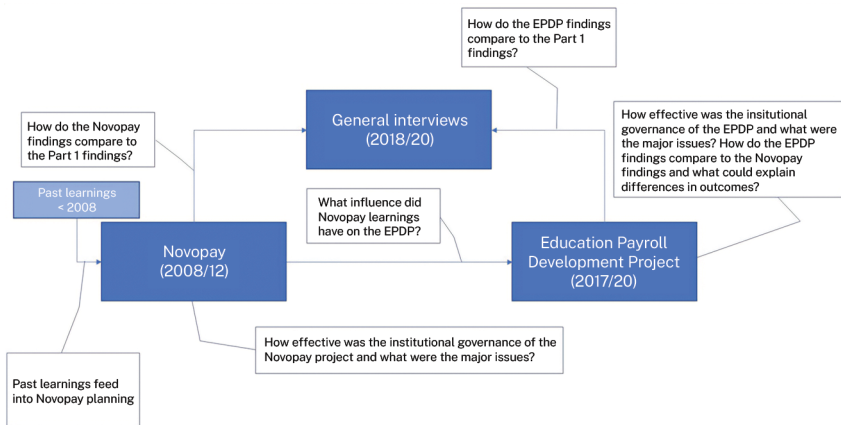 How do the EPDP findings
compare to the Part 1
findings?
General interviews
(2018/20)
How do the Novopay
findings compare to
the Part 1 findings?
How effective was the insitutional
governance of the EPDP and what were
the major issues? How do the EPDP
findings compare to the Novopay
findings and what could explain
differences in outcomes?
Past learnings
< 2008
What influence did
Novopay learnings
have on the EPDP?
Novopay
(2008/12)
Education Payroll
Development Project
(2017/20)
How effective was the institutional governance of the
Novopay project and what were the major issues?
Past learnings feed
into Novopay planning